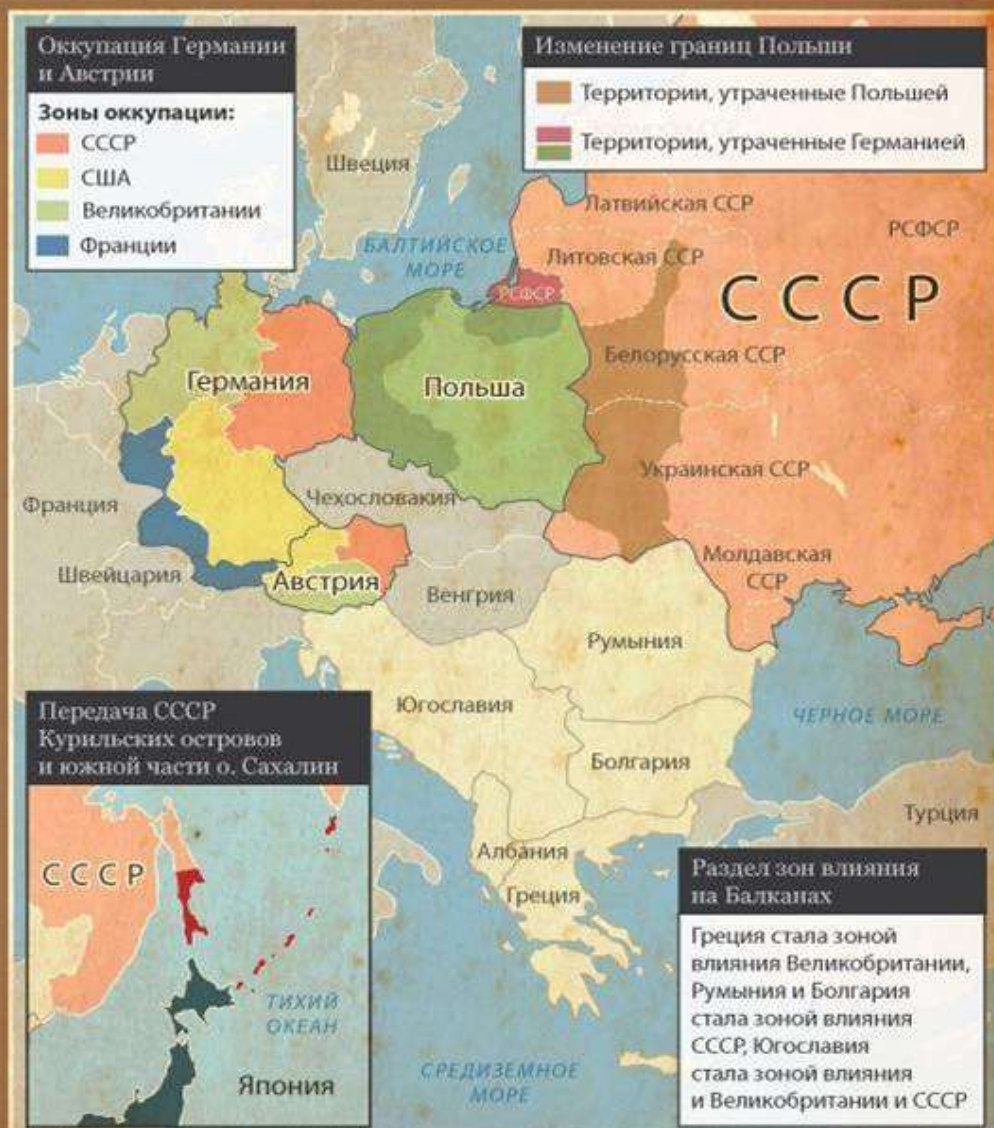 Оккупация Германии
и Австрии
Зоны оккупации:
СССР
США
Великобритании
Франции
Изменение границ Польши
Территории, утраченные Польшей
Территории, утраченные Германией
Швеция
БАЛТИЙСКОЕ
МОРЕ
Латвийская ССР
РСФСР
Литовская ССР
РСФСР
СССР
Белорусская ССР
Германия
Польша
Украинская ССР
Чехословакия
Франция
Молдавская
ССР
Швейцария
Австрия
Венгрия
Румыния
Югославия
ЧЕРНОЕ МОРЕ
Болгария
Турция
Албания
Греция
Передача СССР
Курильских островов
и южной части о. Сахалин
СССР
ТИХИЙ
ОКЕАН
Япония
СРЕДИЗЕМНОЕ
МОРЕ
Раздел зон влияния
на Балканах
Греция стала зоной
влияния Великобритании,
Румыния и Болгария
стала зоной влияния
СССР, Югославия
стала зоной влияния
и Великобритании и СССР